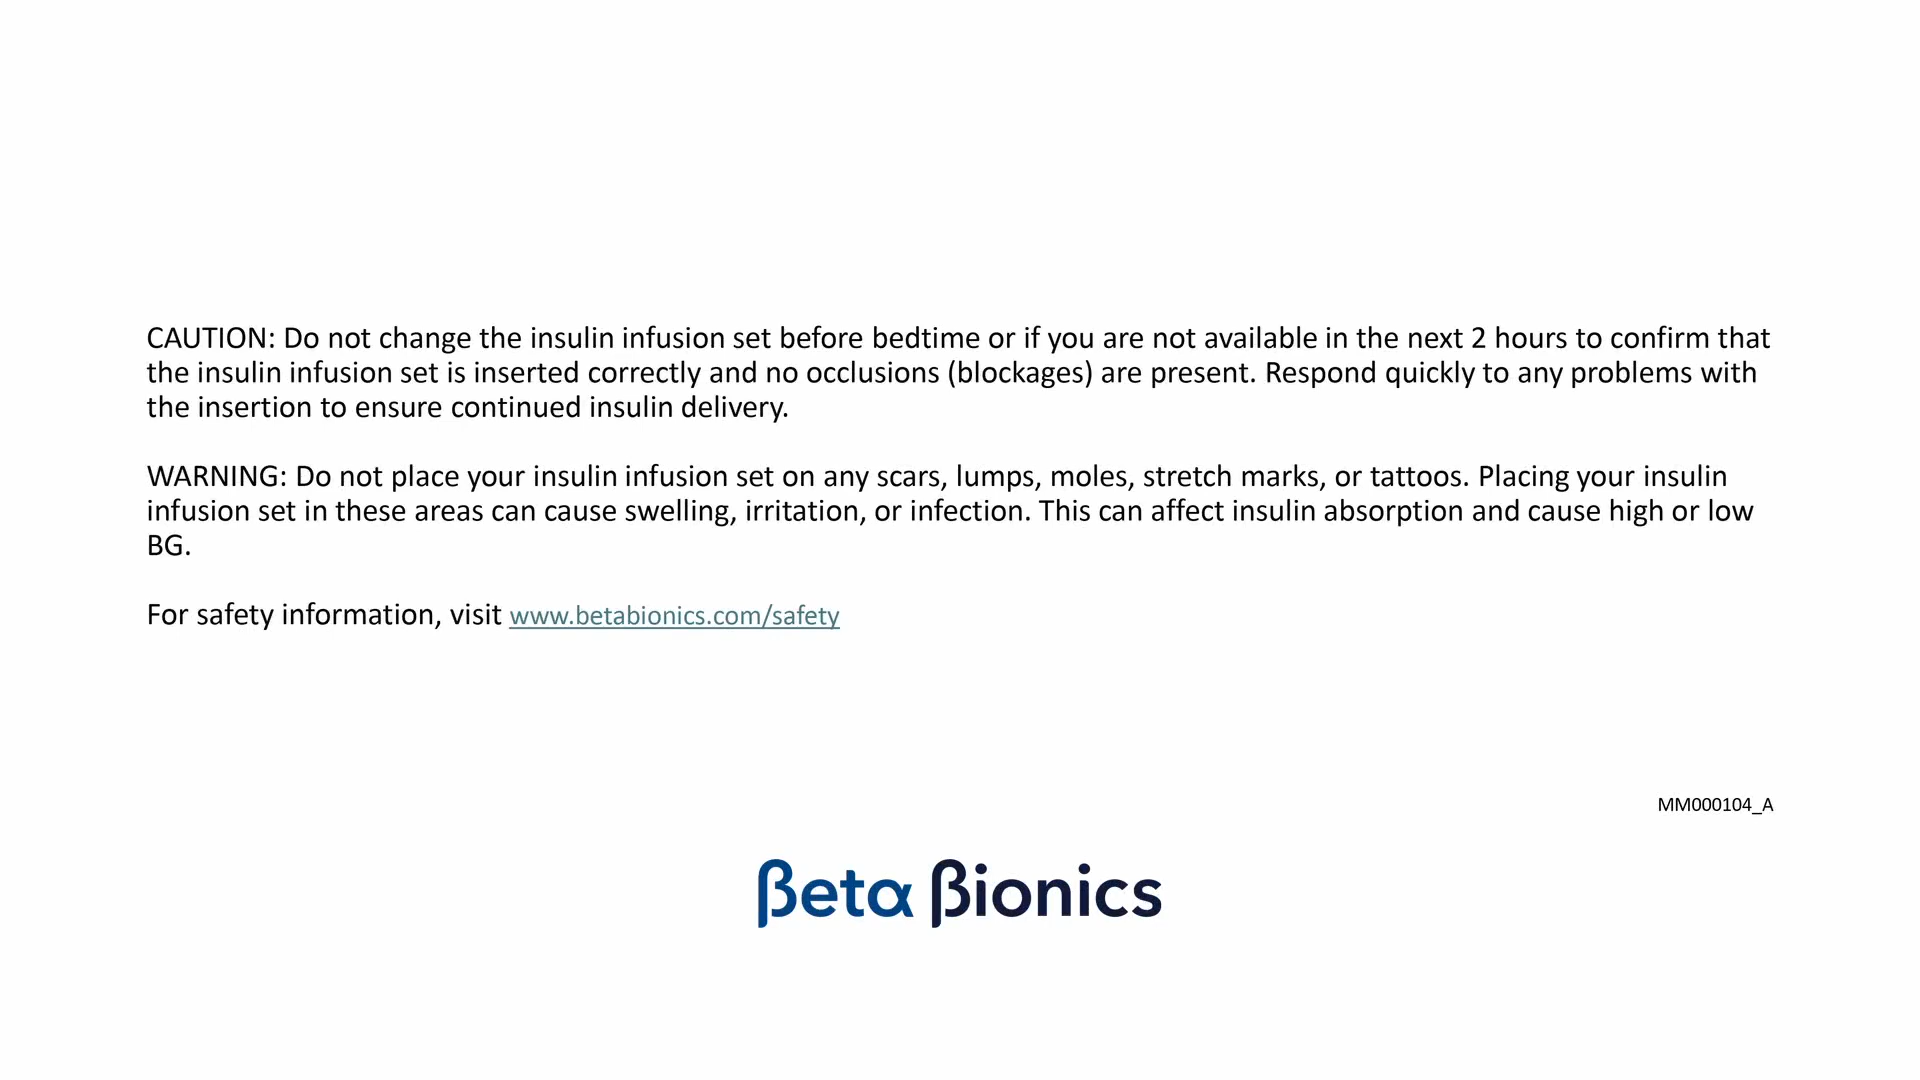 CAUTION: Do not change the insulin infusion set before bedtime or if you are not available in the next 2 hours to confirm that
the insulin infusion set is inserted correctly and no occlusions (blockages) are present. Respond quickly to any problems with
the insertion to ensure continued insulin delivery.
WARNING: Do not place your insulin infusion set on any scars, lumps, moles, stretch marks, or tattoos. Placing your insulin
infusion set in these areas can cause swelling, irritation, or infection. This can affect insulin absorption and cause high or low
BG.
For safety information, visit www.betabionics.com/safety
MM000104_A
βetα βionics